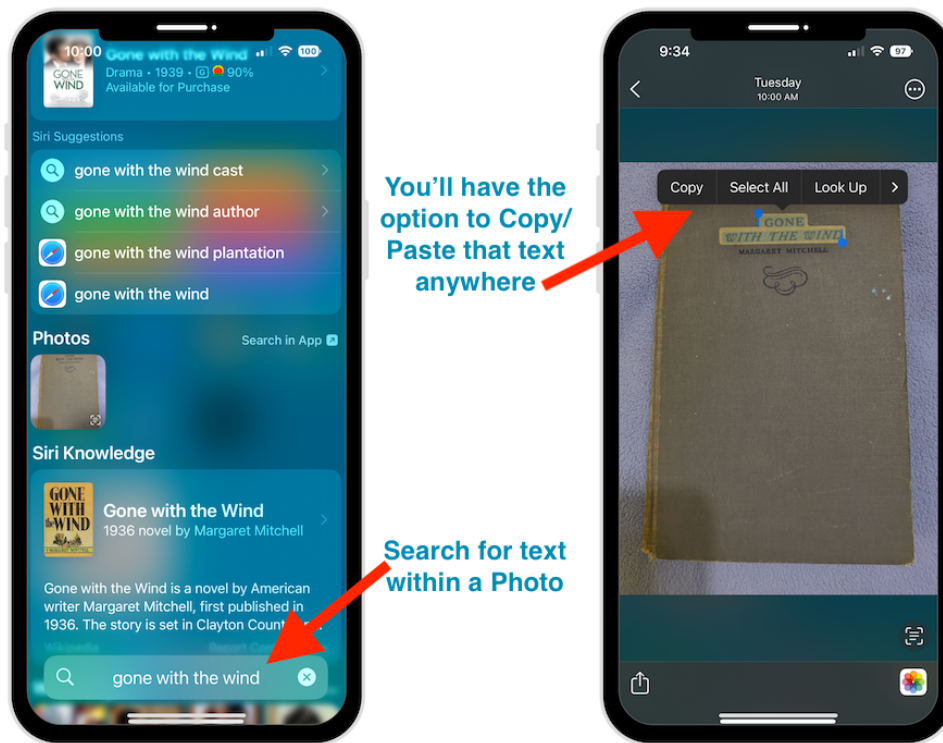 10:00
100
Gone with the Wind
Drama • 1939 • G 90%
Available for Purchase
GONE
WIND
Siri Suggestions
gone with the wind cast
gone with the wind author
gone with the wind plantation
gone with the wind
Photos
Search in App
Siri Knowledge
GONE
WITH
the WIND
Gone with the Wind
1936 novel by Margaret Mitchell
Gone with the Wind is a novel by American
writer Margaret Mitchell, first published in
1936. The story is set in Clayton
Wikipedia
gone with the wind
You'll have the
option to Copy/
Paste that text
anywhere
Search for text
within a Photo
9:34
97
Tuesday
10:00 AM
Copy
Select All
Look Up
GONE
WITH THE WIND
MARGARET MITCHELL